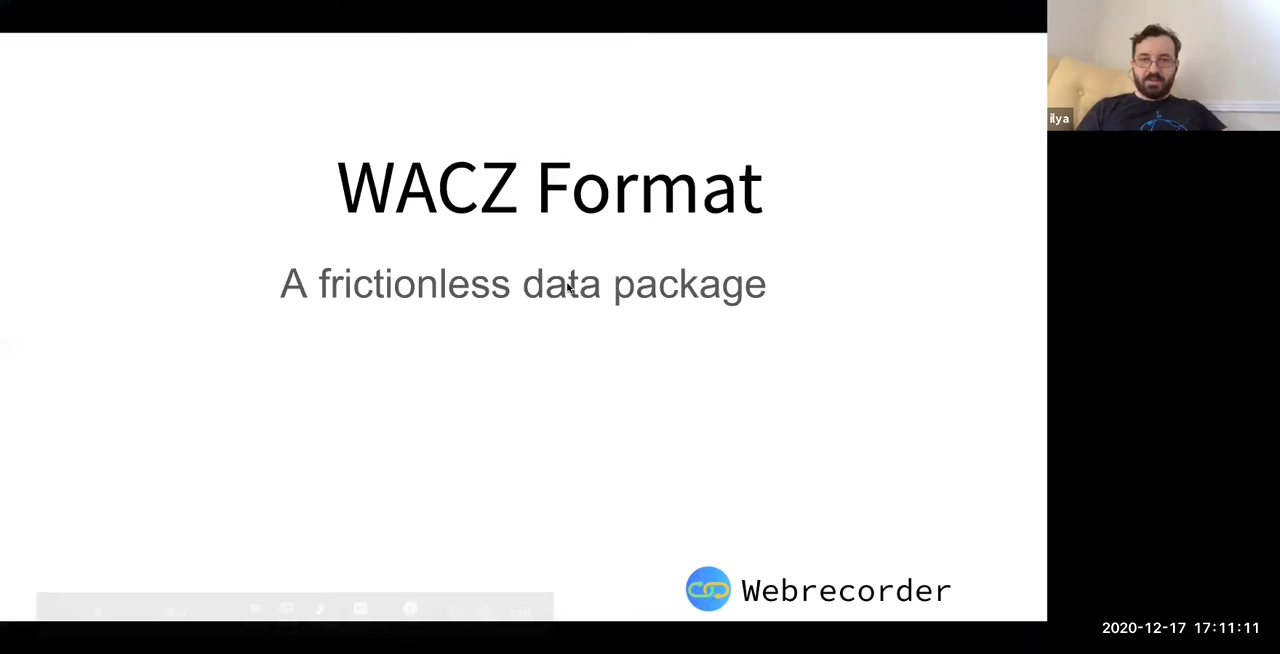 WACZ Format
A frictionless data package
Webrecorder
ilya
2020-12-17 17:11:11